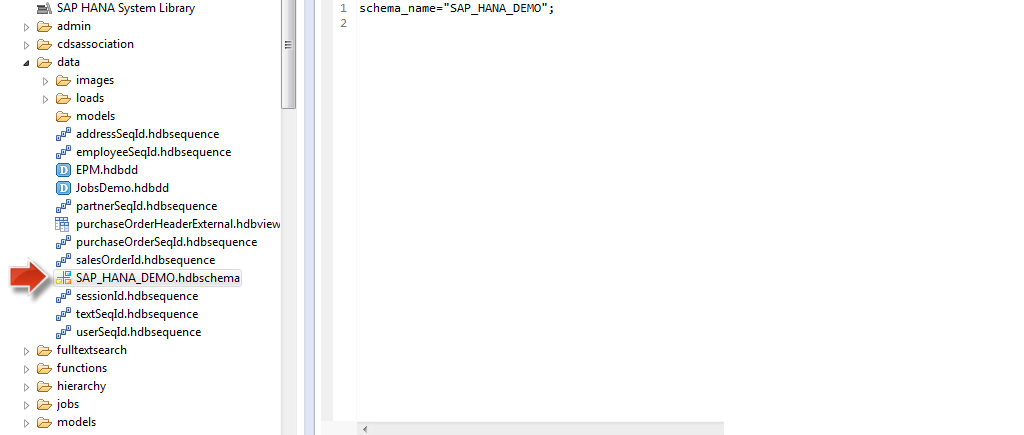 SAP HANA System Library
admin
cdsassociation
data
images
loads
models
addressSeqId.hdbsequence
employeeSeqId.hdbsequence
EPM.hdbdd
JobsDemo.hdbdd
partnerSeqId.hdbsequence
purchaseOrderHeaderExternal.hdbview
purchaseOrderSeqId.hdbsequence
salesOrderId.hdbsequence
SAP_HANA_DEMO.hdbschema
sessionId.hdbsequence
textSeqId.hdbsequence
userSeqId.hdbsequence
fulltextsearch
functions
hierarchy
jobs
models
1 schema_name="SAP_HANA_DEMO";
2